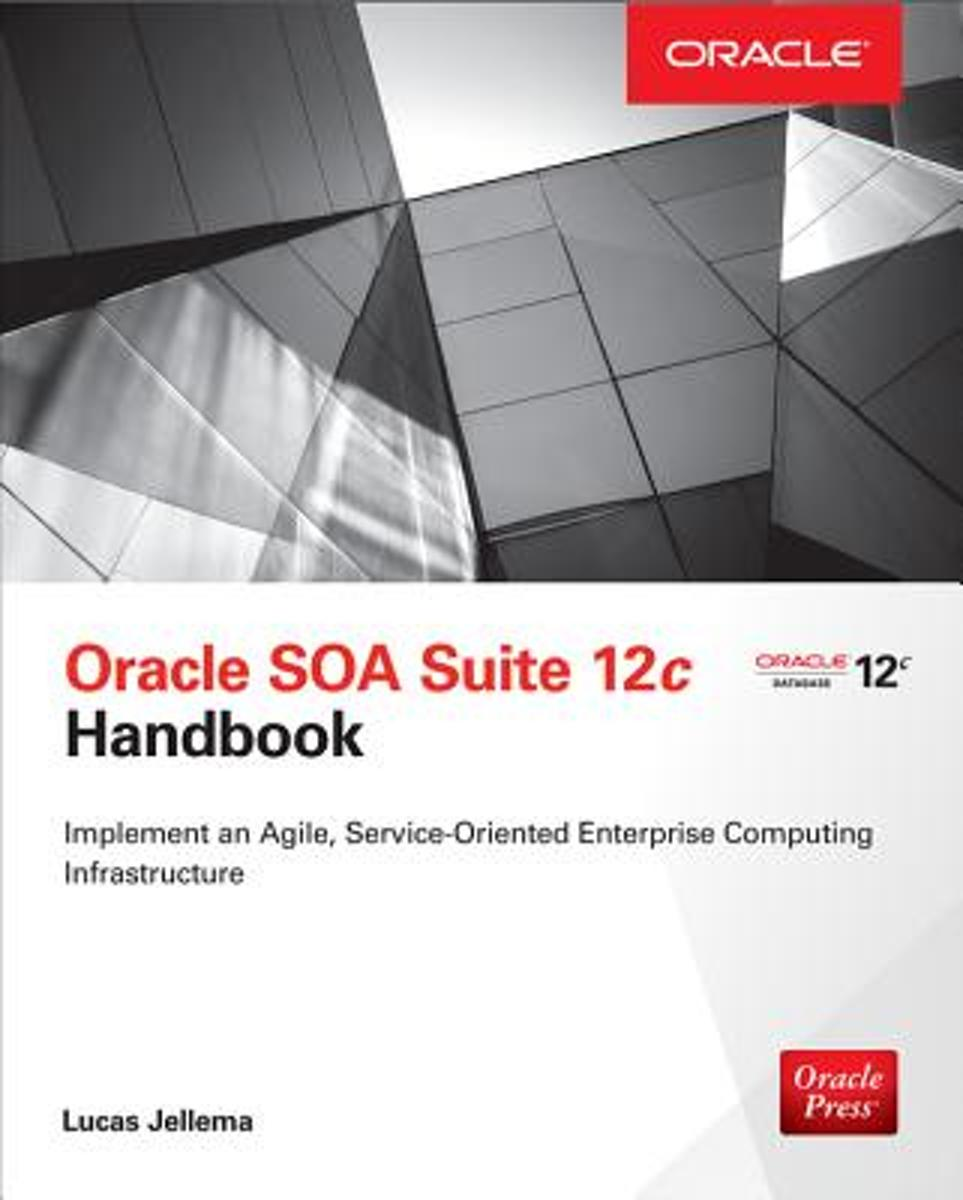 ORACLE
Oracle SOA Suite 12c
Handbook
ORACLE
DATABASE
12c
Implement an Agile, Service-Oriented Enterprise Computing
Infrastructure
Lucas Jellema
Oracle
Press